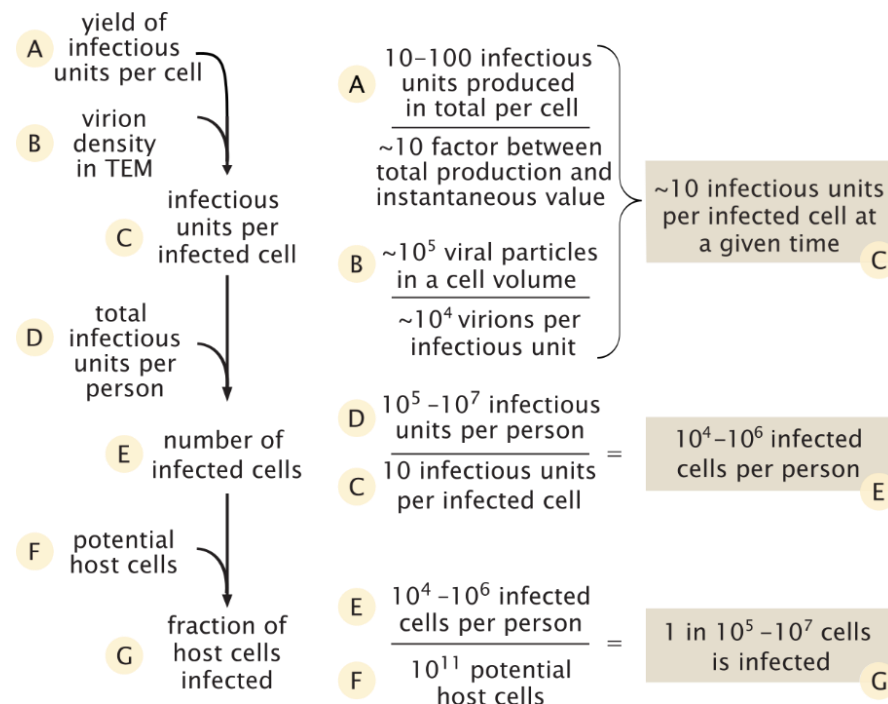 A
yield of
infectious
units per cell
B
virion
density
in TEM
C
infectious
units per
infected cell
D
total
infectious
units per
person
E
number of
infected cells
F
potential
host cells
G
fraction of
host cells
infected
A
10–100 infectious
units produced
in total per cell
~10 factor between
total production and
instantaneous value
B
~10⁵ viral particles
in a cell volume
~10⁴ virions per
infectious unit
~10 infectious units
per infected cell at
a given time
C
D
10⁵ –10⁷ infectious
units per person
C
10 infectious units
per infected cell
=
10⁴–10⁶ infected
cells per person
E
E
10⁴ –10⁶ infected
cells per person
F
10¹¹ potential
host cells
=
1 in 10⁵ –10⁷ cells
is infected
G